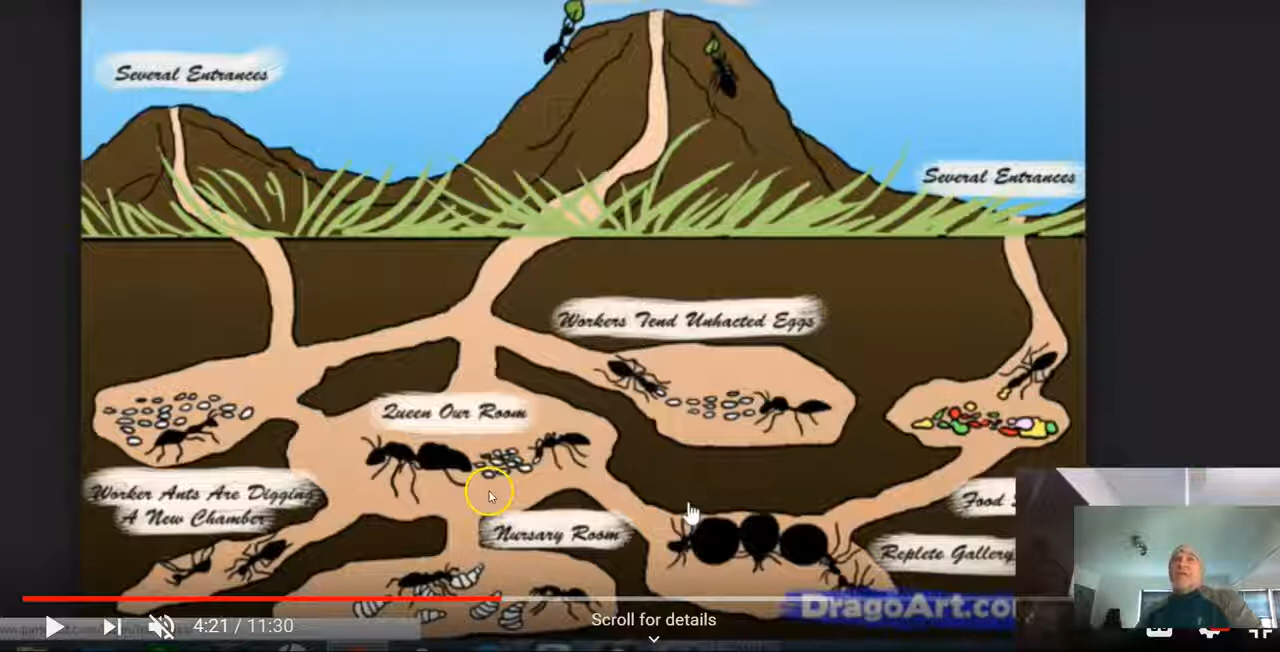 Several Entrances
Several Entrances
Workers Tend Unhacted Eggs
Queen Our Room
Worker Ants Are Digging
A New Chamber
Nursary Room
Food
Replete Gallery
DragoArt.co
4:21 / 11:30
Scroll for details